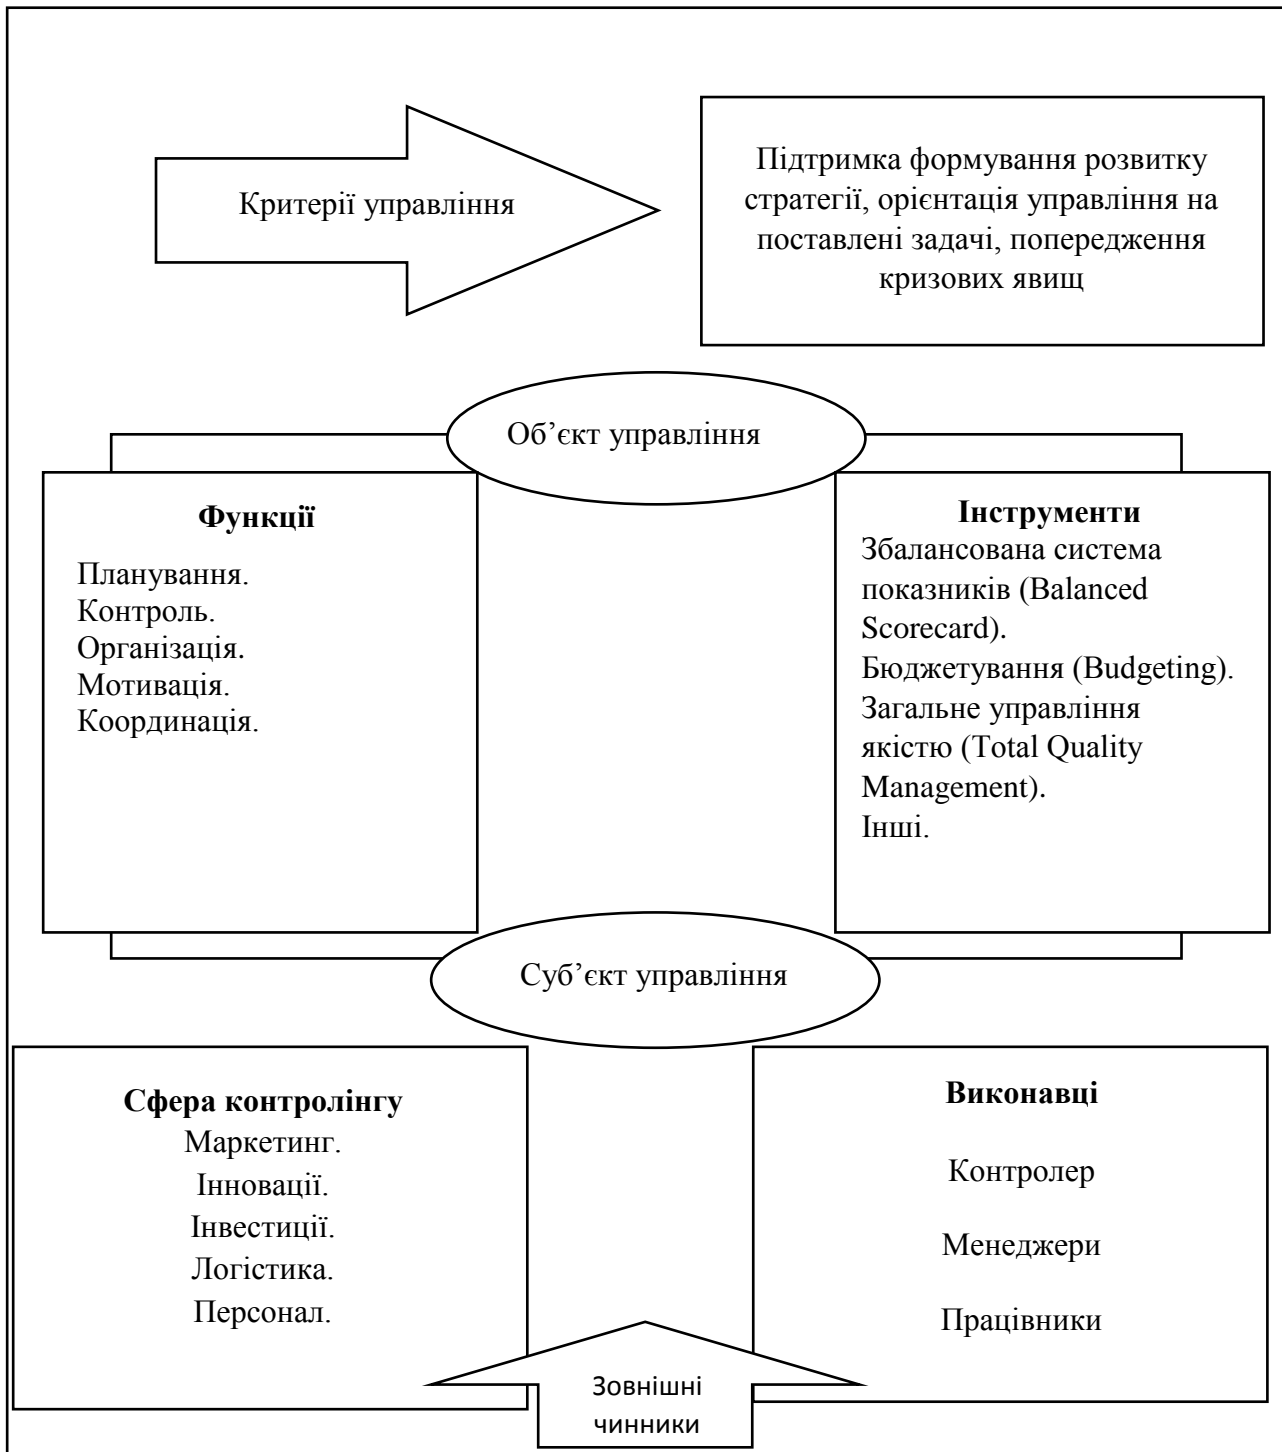 Критерії управління
Підтримка формування розвитку
стратегії, орієнтація управління на
поставлені задачі, попередження
кризових явищ
Об’єкт управління
Функції
Планування.
Контроль.
Організація.
Мотивація.
Координація.
Інструменти
Збалансована система
показників (Balanced
Scorecard).
Бюджетування (Budgeting).
Загальне управління
якістю (Total Quality
Management).
Інші.
Суб’єкт управління
Сфера контролінгу
Маркетинг.
Інновації.
Інвестиції.
Логістика.
Персонал.
Виконавці
Контролер
Менеджери
Працівники
Зовнішні
чинники